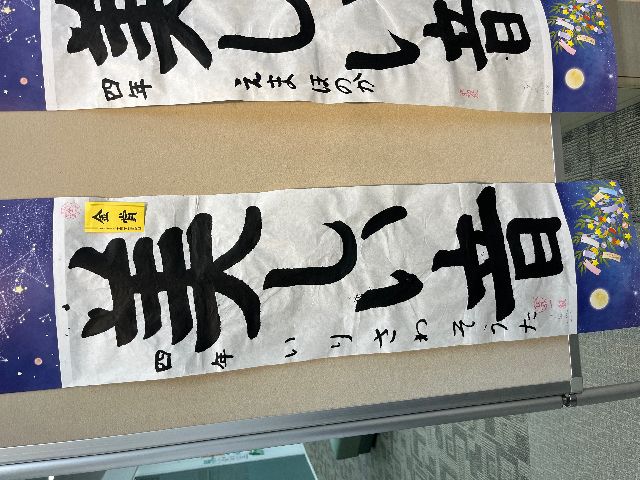 美しい音
四年 えまほのか
金賞
美しい音
四年 いりさわそうた